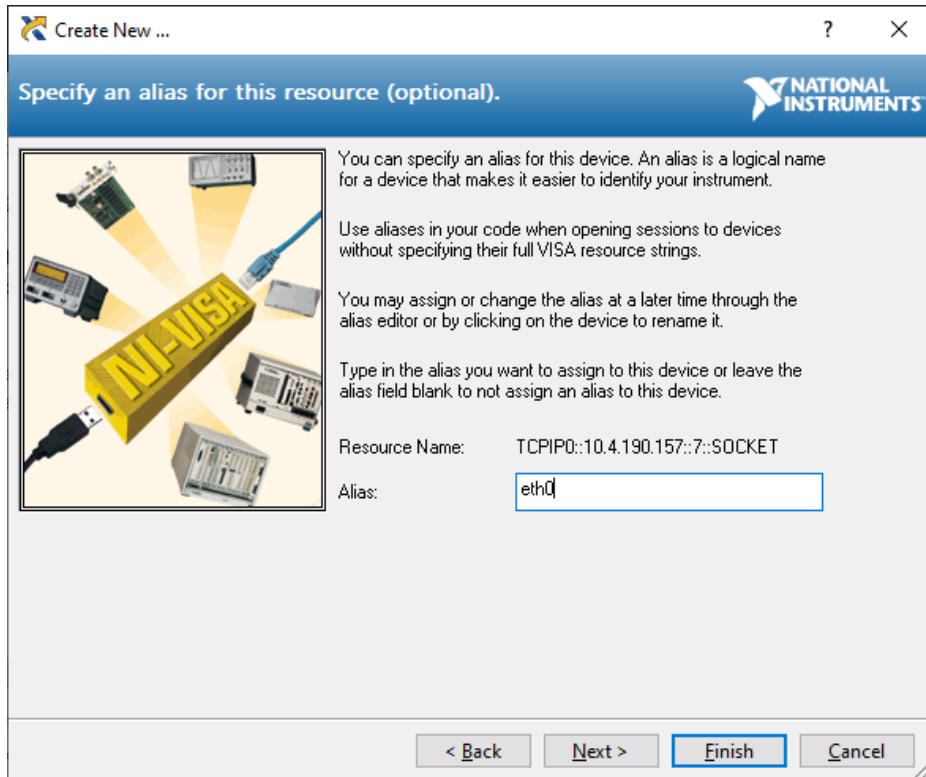 Create New ...
?
Specify an alias for this resource (optional).
NATIONAL
INSTRUMENTS
You can specify an alias for this device. An alias is a logical name
for a device that makes it easier to identify your instrument.
Use aliases in your code when opening sessions to devices
without specifying their full VISA resource strings.
You may assign or change the alias at a later time through the
alias editor or by clicking on the device to rename it.
Type in the alias you want to assign to this device or leave the
alias field blank to not assign an alias to this device.
NI-VISA
Resource Name: TCPIP0::10.4.190.157::7::SOCKET
Alias: eth0
< Back Next > Finish Cancel